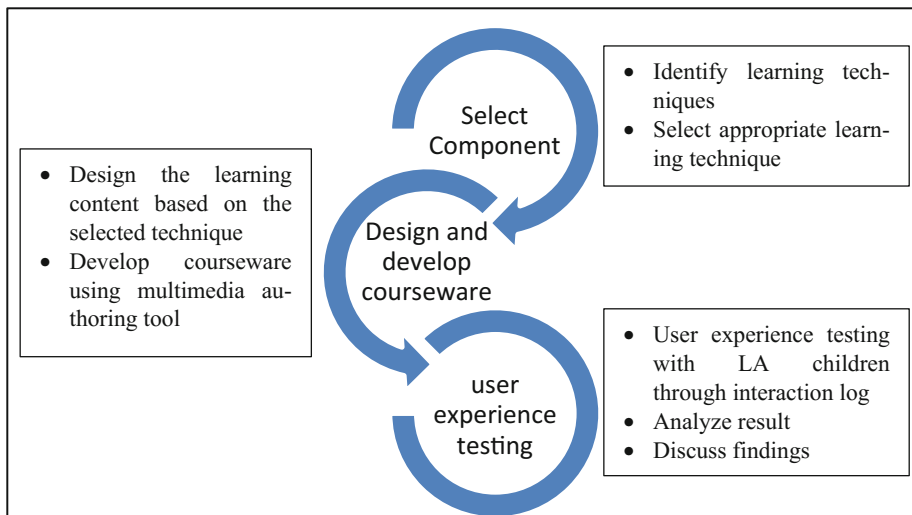 Select
Component
• Identify learning tech-
niques
• Select appropriate learn-
ing technique
• Design the learning
content based on the
selected technique
• Develop courseware
using multimedia au-
thoring tool
Design and
develop
courseware
user
experience
testing
• User experience testing
with LA children
through interaction log
• Analyze result
• Discuss findings